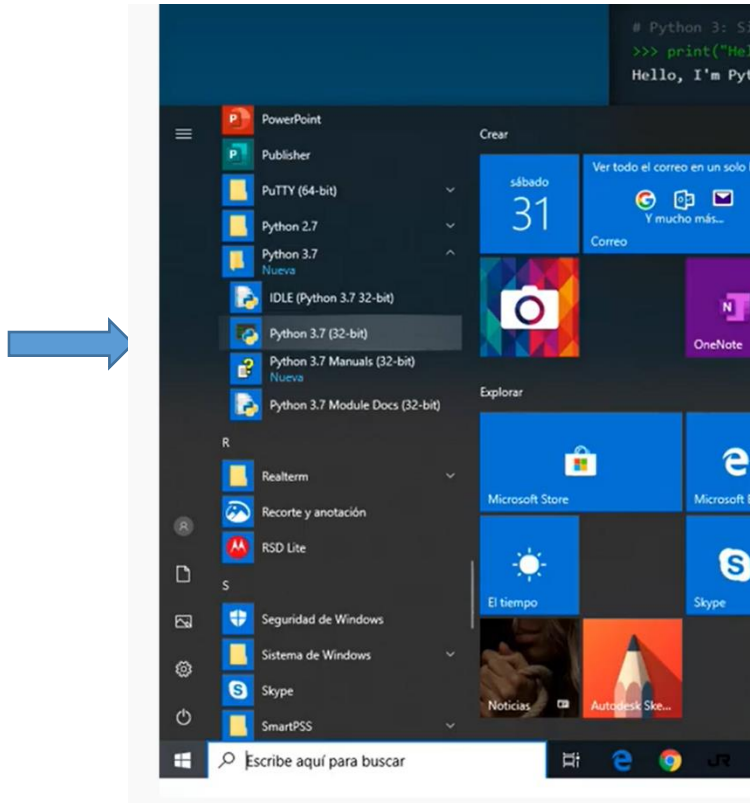 # Python 3: Si
>>> print("Hel
Hello, I'm Pyt
PowerPoint
Publisher
PuTTY (64-bit)
Python 2.7
Python 3.7
Nueva
IDLE (Python 3.7 32-bit)
Python 3.7 (32-bit)
Python 3.7 Manuals (32-bit)
Nueva
Python 3.7 Module Docs (32-bit)
R
Realterm
Recorte y anotación
RSD Lite
S
Seguridad de Windows
Sistema de Windows
Skype
SmartPSS
Crear
sábado
31
Ver todo el correo en un solo
Y mucho más...
Correo
OneNote
Explorar
Microsoft Store
Microsoft
El tiempo
Skype
Noticias
Autodesk Ske...
Escribe aquí para buscar